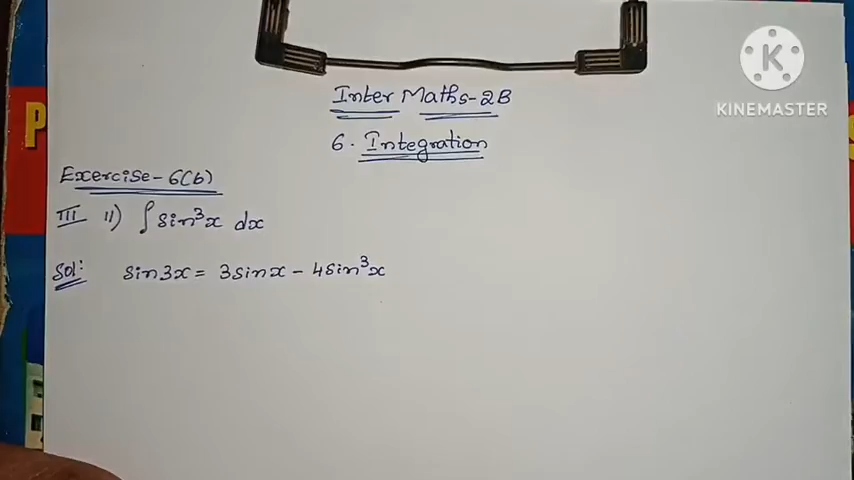 Inter Maths-2B
6. Integration
Exercise-6(b)
III 11) ∫sin³x dx
Sol: sin3x = 3sinx - 4sin³x
P
K
KINEMASTER